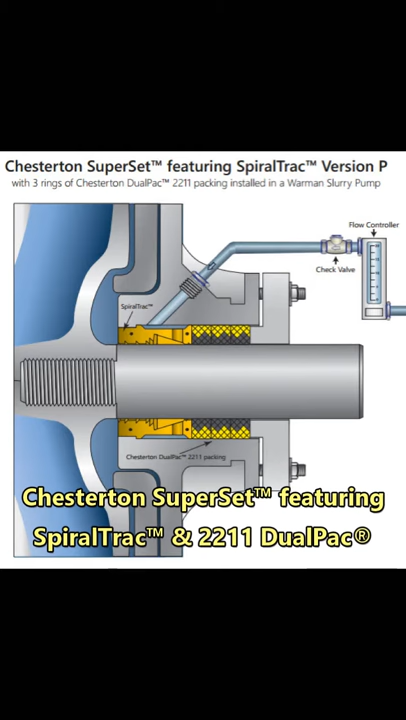 Chesterton SuperSet™ featuring SpiralTrac™ Version P
with 3 rings of Chesterton DualPac™ 2211 packing installed in a Warman Slurry Pump
Flow Controller
Check Valve
SpiralTrac™
Chesterton DualPac™ 2211 packing
Chesterton SuperSet™ featuring
SpiralTrac™ & 2211 DualPac®